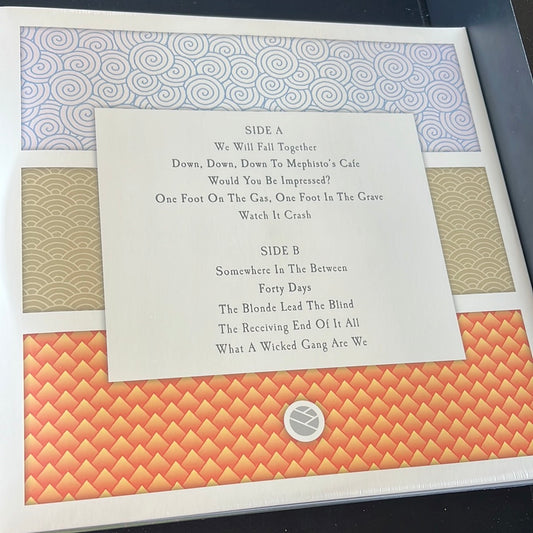 SIDE A
We Will Fall Together
Down, Down, Down To Mephisto's Cafe
Would You Be Impressed?
One Foot On The Gas, One Foot In The Grave
Watch It Crash
SIDE B
Somewhere In The Between
Forty Days
The Blonde Lead The Blind
The Receiving End Of It All
What A Wicked Gang Are We